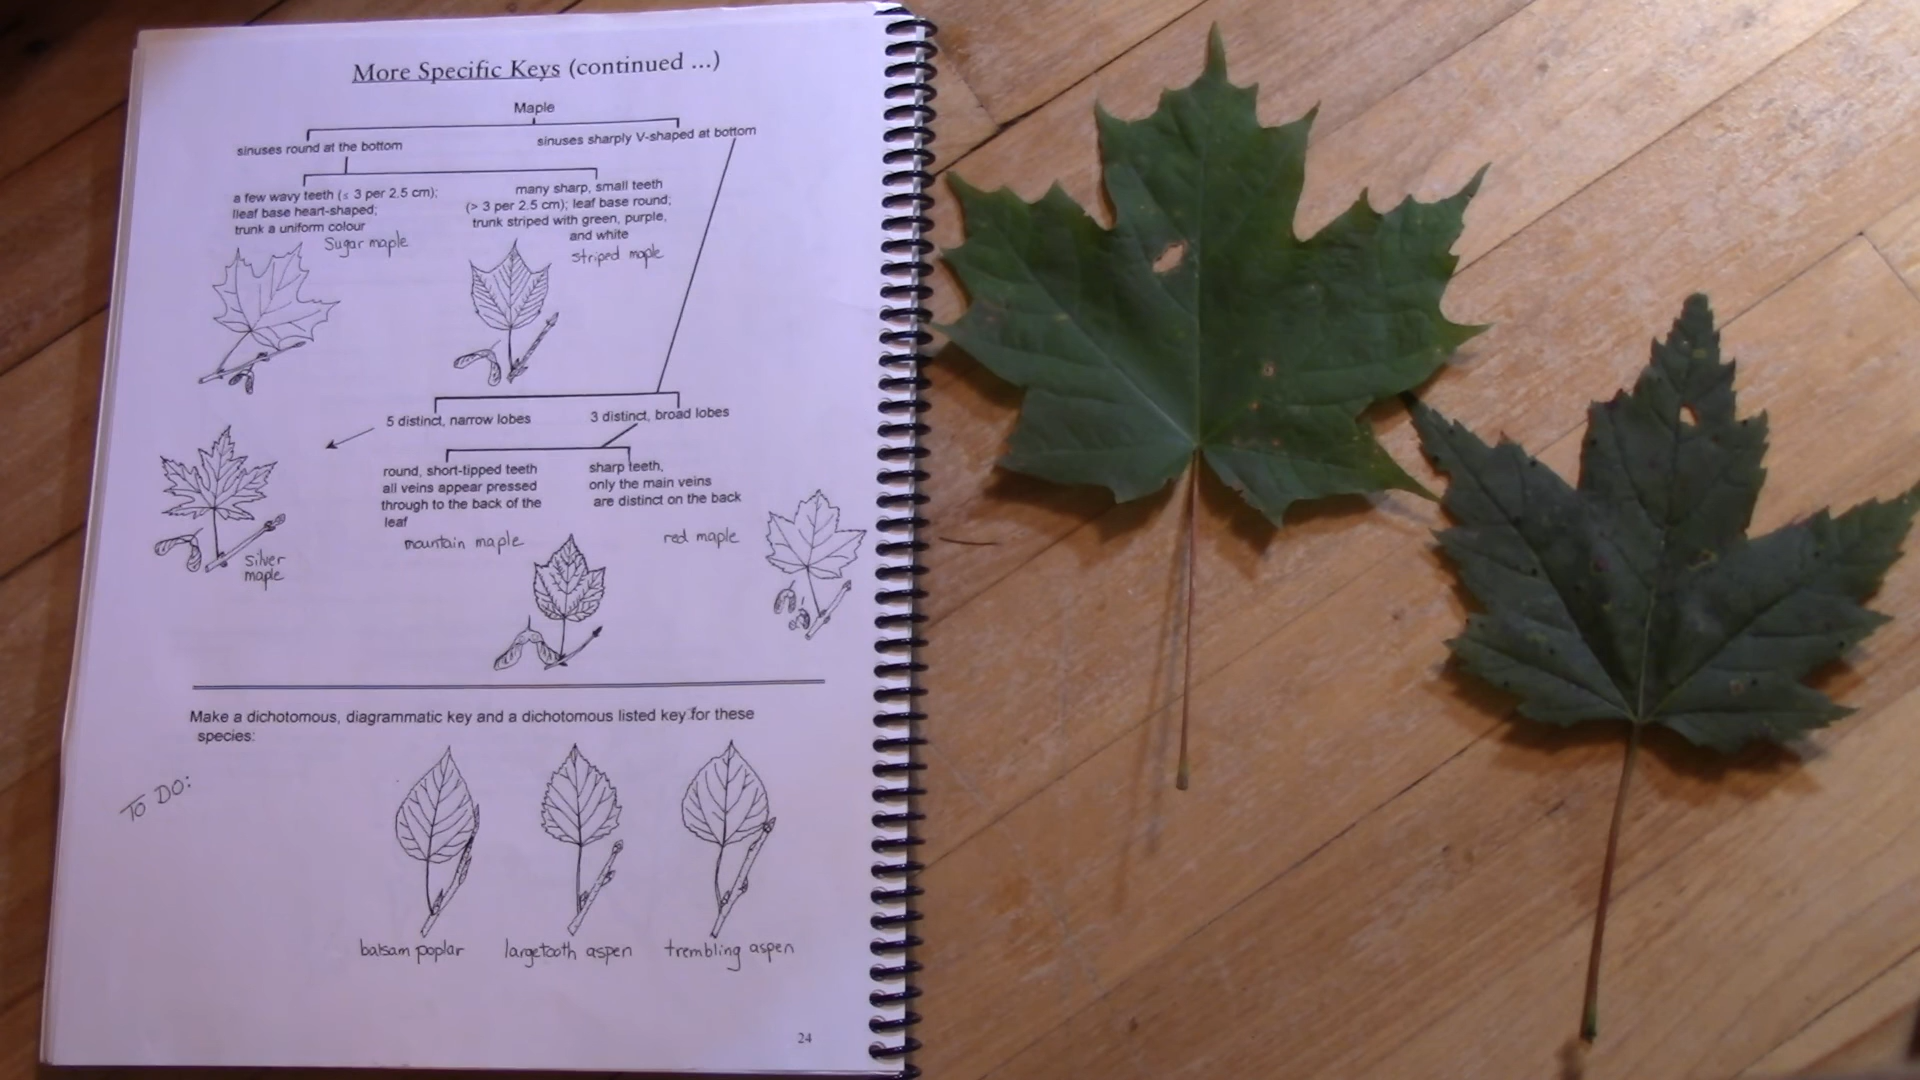 More Specific Keys (continued ...)
Maple
sinuses round at the bottom
sinuses sharply V-shaped at bottom
a few wavy teeth (≤ 3 per 2.5 cm);
lleaf base heart-shaped;
trunk a uniform colour
Sugar maple
many sharp, small teeth
(> 3 per 2.5 cm); leaf base round,
trunk striped with green, purple,
and white
striped maple
5 distinct, narrow lobes
3 distinct, broad lobes
silver
maple
round, short-tipped teeth
all veins appear pressed
through to the back of the
leaf
mountain maple
sharp teeth,
only the main veins
are distinct on the back
red maple
Make a dichotomous, diagrammatic key and a dichotomous listed key for these
species:
TO DO:
balsam poplar
largetooth aspen
trembling aspen
24